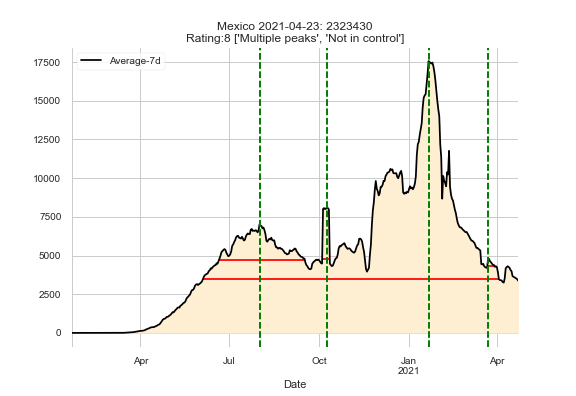 Mexico 2021-04-23: 2323430
Rating:8 ['Multiple peaks', 'Not in control']
Average-7d
17500
15000
12500
10000
7500
5000
2500
0
Apr
Jul
Oct
Jan
2021
Apr
Date